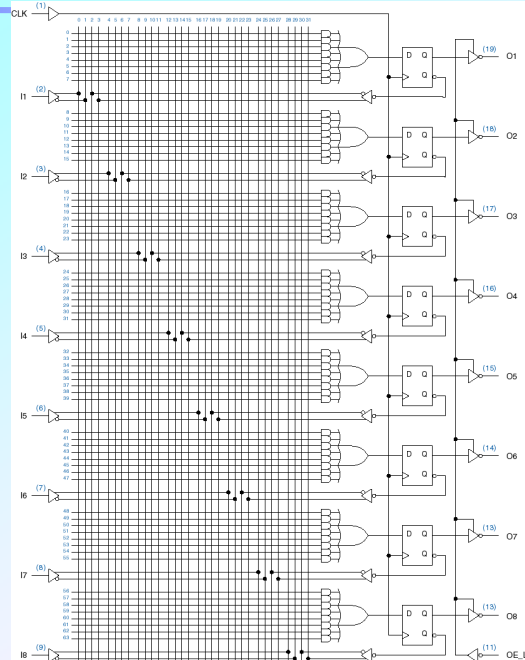 CLK (1)
0 1 2 3 4 5 6 7 8 9 10 11 12 13 14 15 16 17 18 19 20 21 22 23 24 25 26 27 28 29 30 31
0
1
2
3
4
5
6
7
D Q
Q
(19) O1
I1 (2)
8
9
10
11
12
13
14
15
D Q
Q
(18) O2
I2 (3)
16
17
18
19
20
21
22
23
D Q
Q
(17) O3
I3 (4)
24
25
26
27
28
29
30
31
D Q
Q
(16) O4
I4 (5)
32
33
34
35
36
37
38
39
D Q
Q
(15) O5
I5 (6)
40
41
42
43
44
45
46
47
D Q
Q
(14) O6
I6 (7)
48
49
50
51
52
53
54
55
D Q
Q
(13) O7
I7 (8)
56
57
58
59
60
61
62
63
D Q
Q
(13) O8
I8 (9)
(11) OE_L